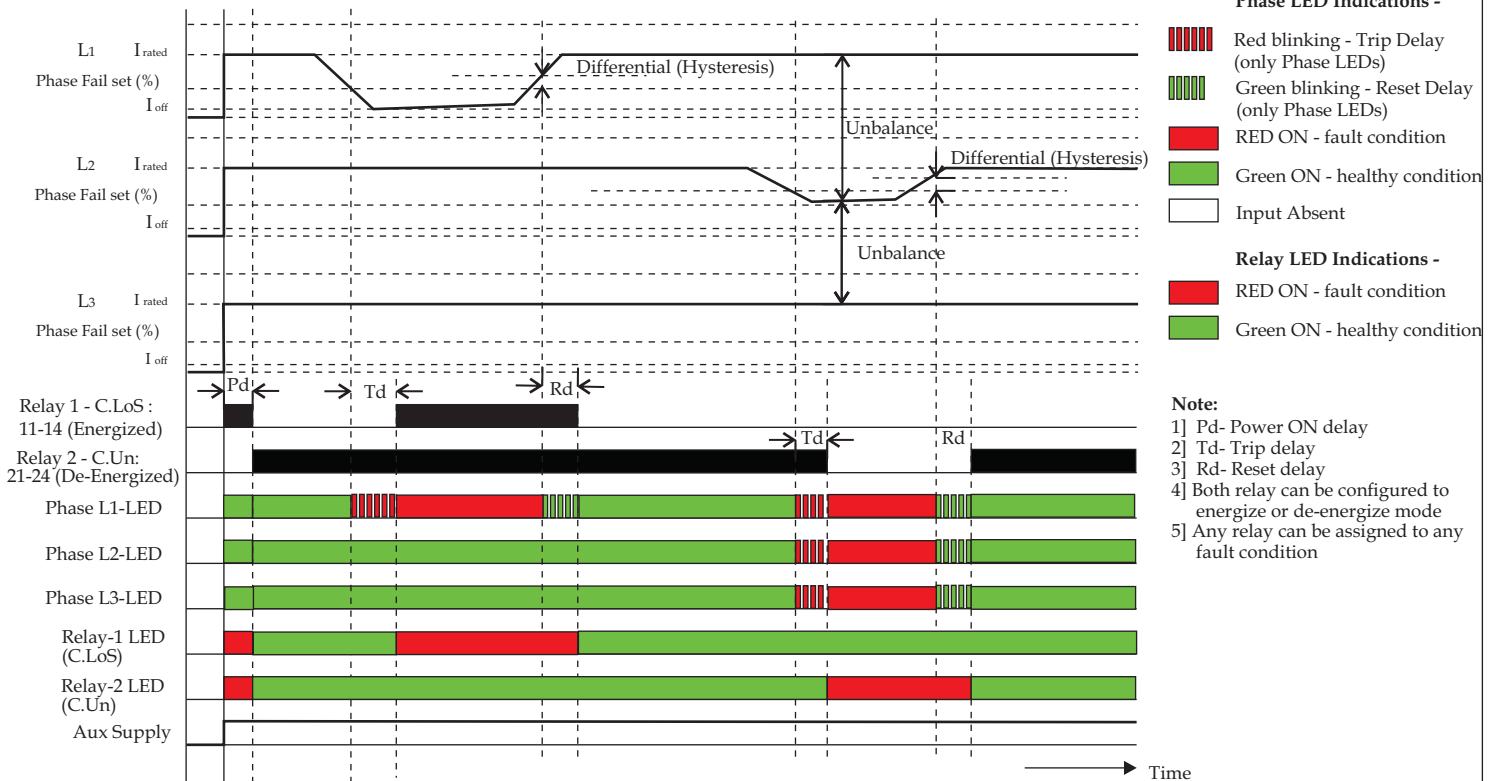 Phase LED Indications -
L1 I rated
Phase Fail set (%)
I off
Differential (Hysteresis)
Unbalance
L2 I rated
Phase Fail set (%)
I off
Differential (Hysteresis)
Unbalance
L3 I rated
Phase Fail set (%)
I off
Pd
Td
Rd
Relay 1 - C.LoS :
11-14 (Energized)
Td
Rd
Relay 2 - C.Un:
21-24 (De-Energized)
Phase L1-LED
Phase L2-LED
Phase L3-LED
Relay-1 LED
(C.LoS)
Relay-2 LED
(C.Un)
Aux Supply
Time
Red blinking - Trip Delay
(only Phase LEDs)
Green blinking - Reset Delay
(only Phase LEDs)
RED ON - fault condition
Green ON - healthy condition
Input Absent
Relay LED Indications -
RED ON - fault condition
Green ON - healthy condition
Note:
1] Pd- Power ON delay
2] Td- Trip delay
3] Rd- Reset delay
4] Both relay can be configured to
energize or de-energize mode
5] Any relay can be assigned to any
fault condition